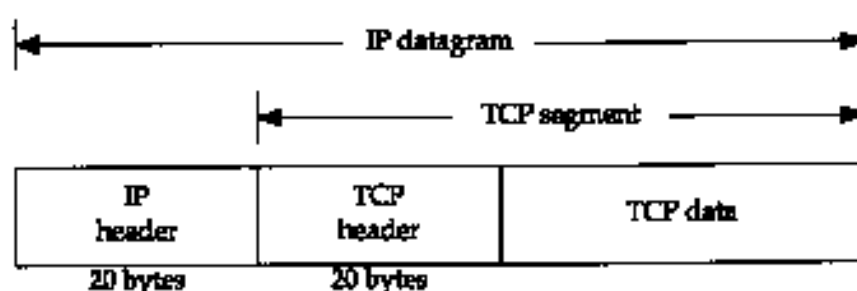 IP datagram
TCP segment
IP
header
TCP
header
TCP data
20 bytes
20 bytes